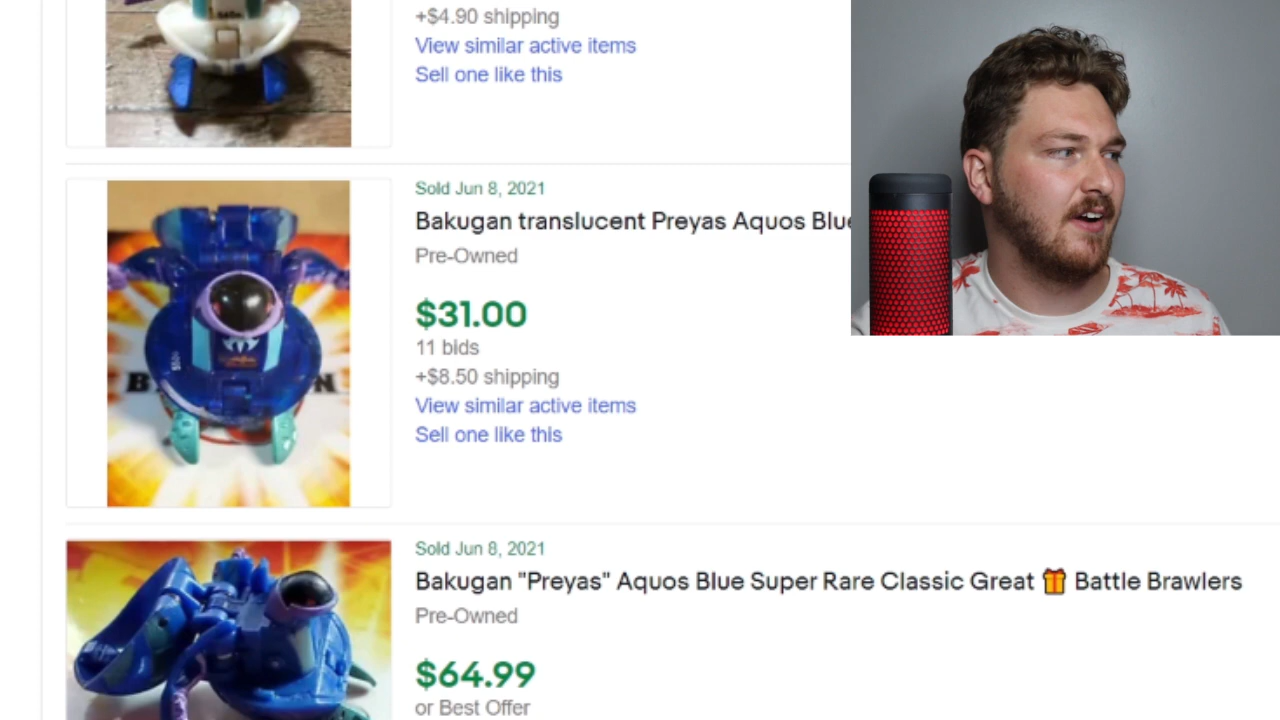 +$4.90 shipping
View similar active items
Sell one like this
Sold Jun 8, 2021
Bakugan translucent Preyas Aquos Blue
Pre-Owned
$31.00
11 bids
+$8.50 shipping
View similar active items
Sell one like this
Sold Jun 8, 2021
Bakugan "Preyas" Aquos Blue Super Rare Classic Great 🎁 Battle Brawlers
Pre-Owned
$64.99
or Best Offer